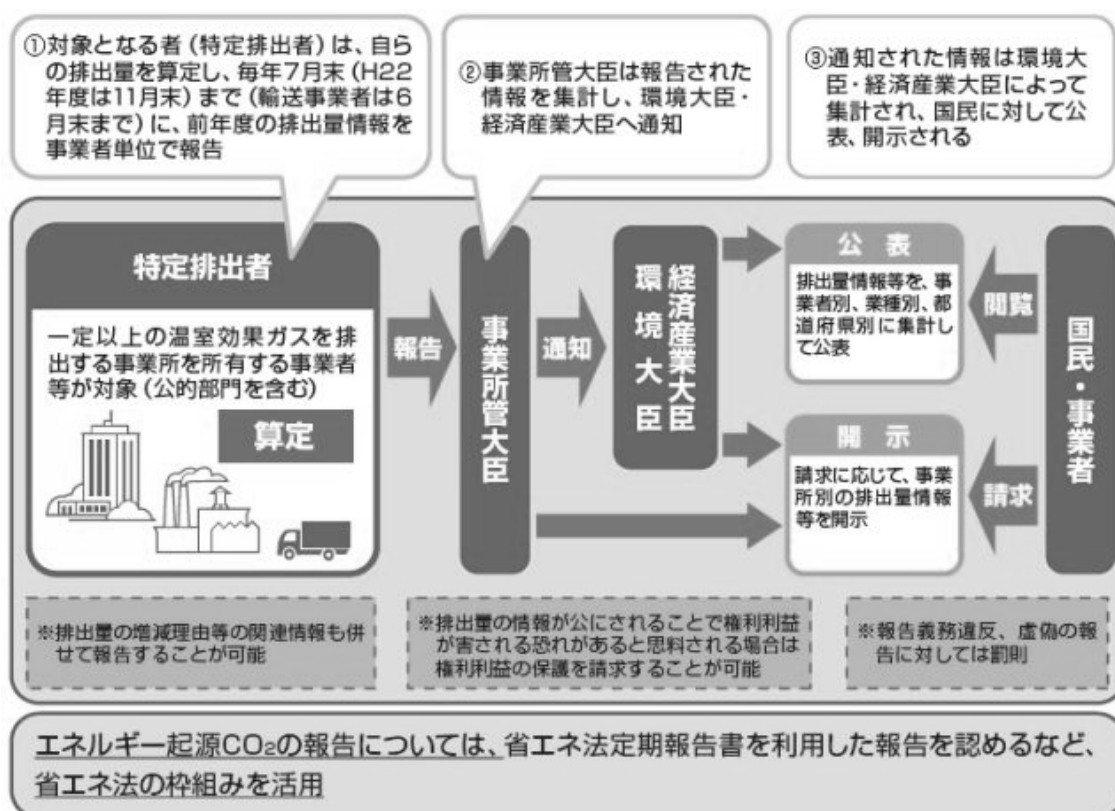 ①対象となる者(特定排出者)は、自ら
の排出量を算定し、毎年7月末(H22
年度は11月末)まで(輸送事業者は6
月末まで)に、前年度の排出量情報を
事業者単位で報告
②事業所管大臣は報告された
情報を集計し、環境大臣・
経済産業大臣へ通知
③通知された情報は環境大
臣・経済産業大臣によって
集計され、国民に対して公
表、開示される
特定排出者
一定以上の温室効果ガスを排
出する事業所を所有する事業者
等が対象(公的部門を含む)
算定
報告
事業所管大臣
通知
経済産業大臣
環境大臣
公表
排出量情報等を、事
業者別、業種別、都
道府県別に集計し
て公表
開示
請求に応じて、事業
所別の排出量情報
等を開示
閲覧
請求
国民・事業者
※排出量の増減理由等の関連情報も併
せて報告することが可能
※排出量の情報が公にされることで権利利益
が害される恐れがあると思料される場合は
権利利益の保護を請求することが可能
※報告義務違反、虚偽の報
告に対しては罰則
エネルギー起源CO₂の報告については、省エネ法定期報告書を利用した報告を認めるなど、
省エネ法の枠組みを活用